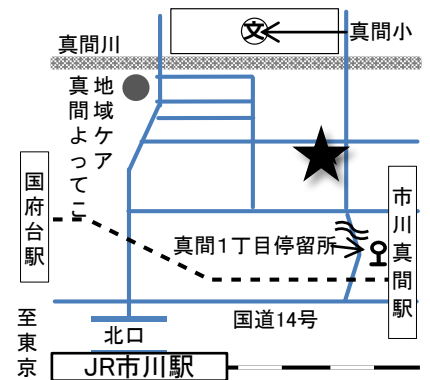 文
真間小
真間川
地域ケア
真間よってこ
国府台駅
市川真間駅
真間1丁目停留所
国道14号
至東京
北口
JR市川駅